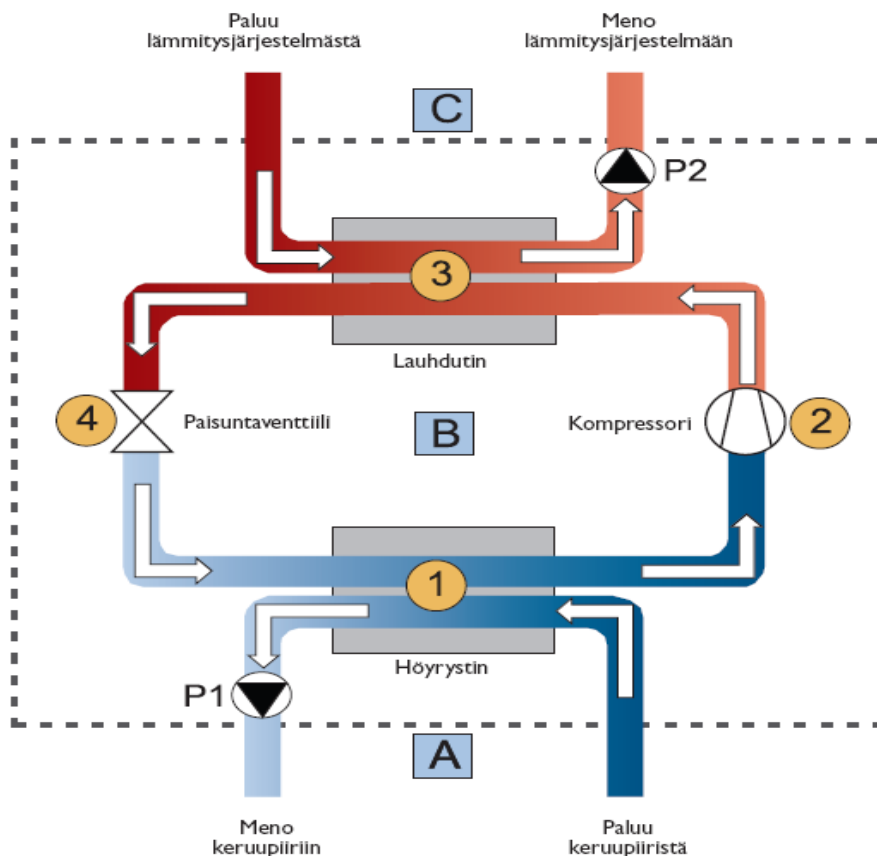 Paluu
lämmitysjärjestelmästä
Meno
lämmitysjärjestelmään
C
P2
3
Lauhdutin
4
Paisuntaventtiili
B
Kompressori
2
1
Höyrystin
P1
A
Meno
keruupiiriin
Paluu
keruupiiristä